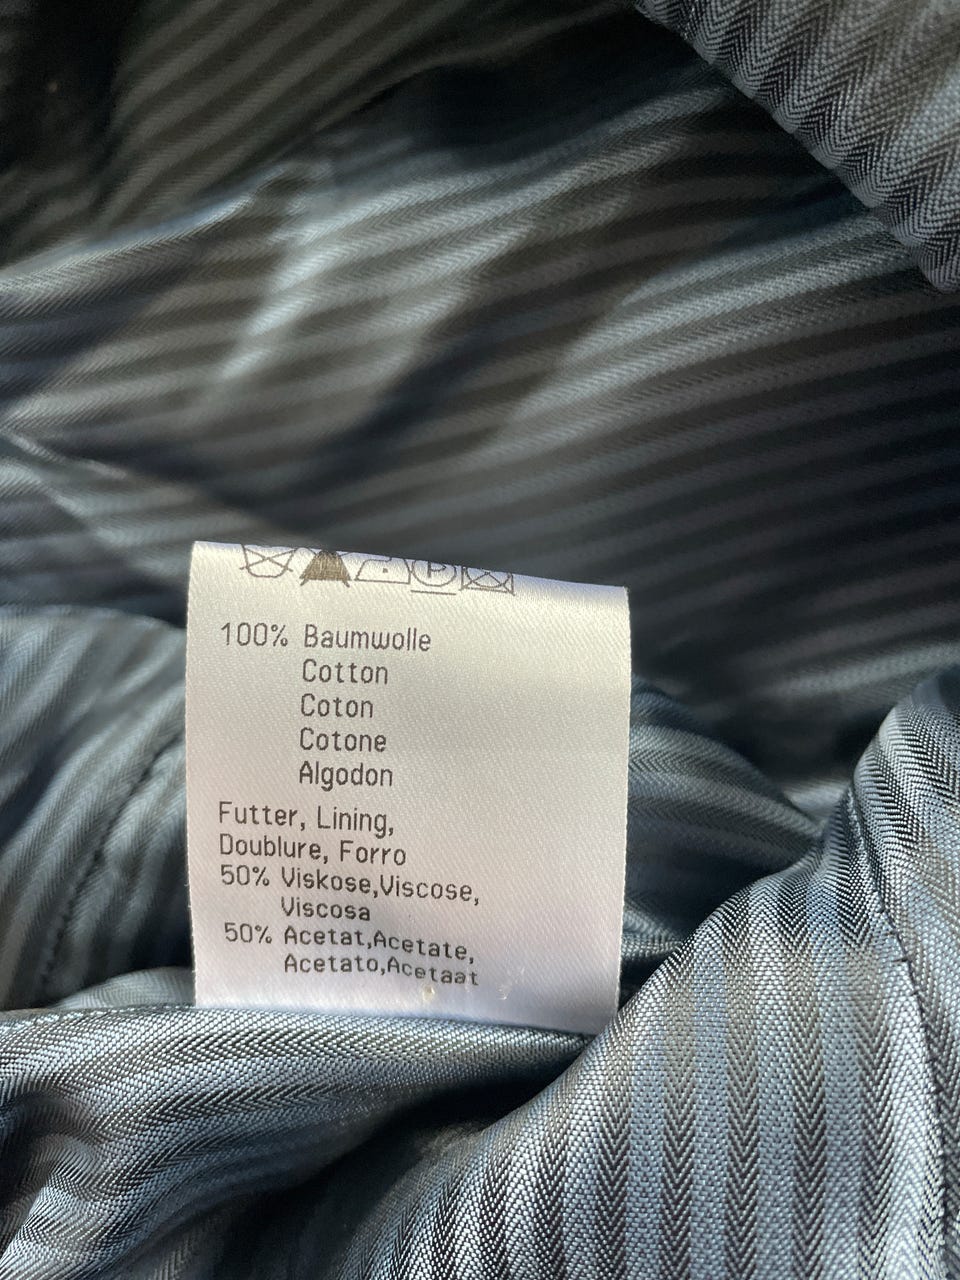 P
100% Baumwolle
Cotton
Coton
Cotone
Algodon
Futter, Lining,
Doublure, Forro
50% Viskose,Viscose,
Viscosa
50% Acetat,Acetate,
Acetato,Acetaat